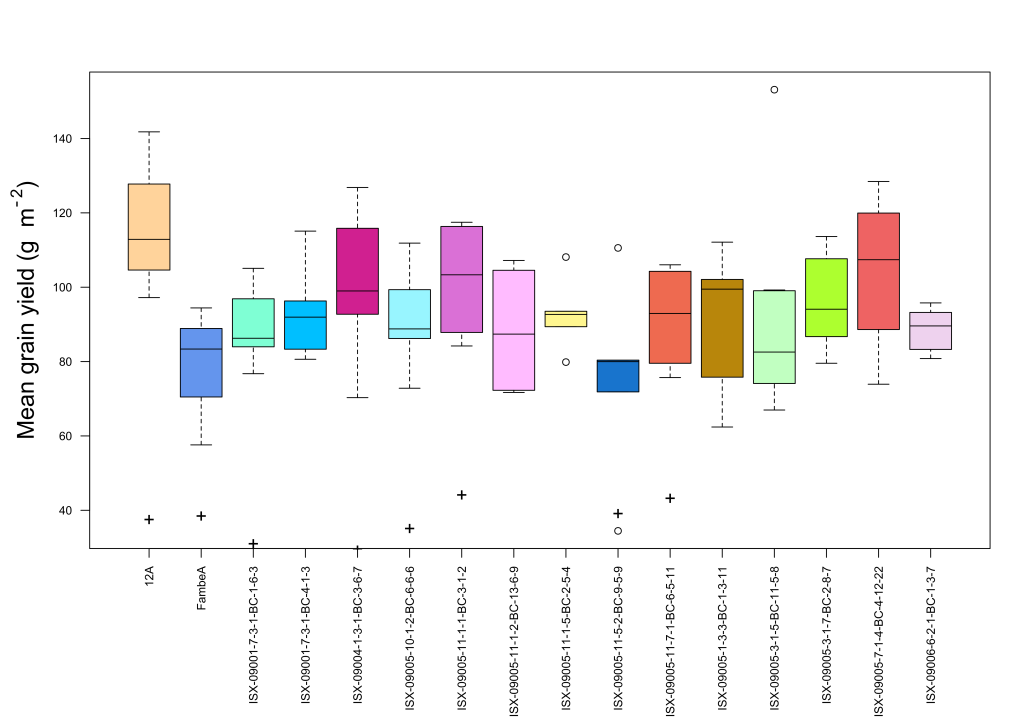 Mean grain yield (g m⁻²)
140
120
100
80
60
40
12A
FambeA
ISX-09001-7-3-1-BC-1-6-3
ISX-09001-7-3-1-BC-4-1-3
ISX-09004-1-3-1-BC-3-6-7
ISX-09005-10-1-2-BC-6-6-6
ISX-09005-11-1-1-BC-3-1-2
ISX-09005-11-1-2-BC-13-6-9
ISX-09005-11-1-5-BC-2-5-4
ISX-09005-11-5-2-BC-9-5-9
ISX-09005-11-7-1-BC-6-5-11
ISX-09005-1-3-3-BC-1-3-11
ISX-09005-3-1-5-BC-11-5-8
ISX-09005-3-1-7-BC-2-8-7
ISX-09005-7-1-4-BC-4-12-22
ISX-09006-6-2-1-BC-1-3-7